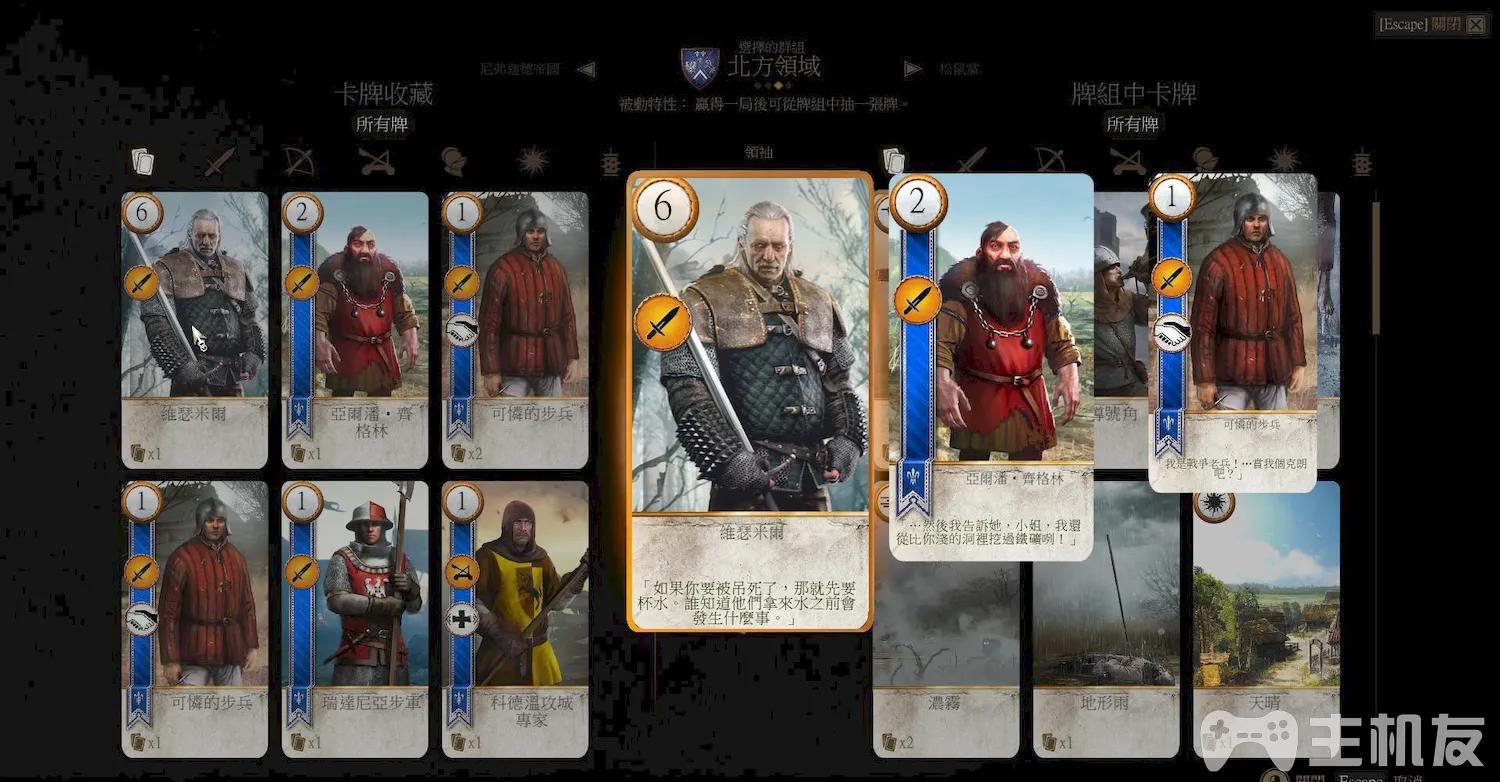 [Escape] 關閉
選擇的群組
尼弗迦德帝國
北方領域
松鼠黨
被動特性： 贏得一局後可從牌組中抽一張牌。
卡牌收藏
所有牌
領袖
牌組中卡牌
所有牌
6
維瑟米爾
x1
2
亞爾潘・齊
格林
x1
1
可憐的步兵
x2
6
維瑟米爾
「如果你要被吊死了，那就先要
杯水。誰知道他們拿來水之前會
發生什麼事。」
2
亞爾潘・齊格林
「…然後我告訴她，小姐，我還
從比你淺的洞裡挖過鐵礦咧！」
號角
1
可憐的步兵
「我是戰爭老兵！…賞我個克朗
吧？」
1
可憐的步兵
x1
1
瑞達尼亞步軍
x1
1
科德溫攻城
專家
x1
濃霧
x2
地形雨
x1
天晴
x1
主机友
關閉 Escape 取消